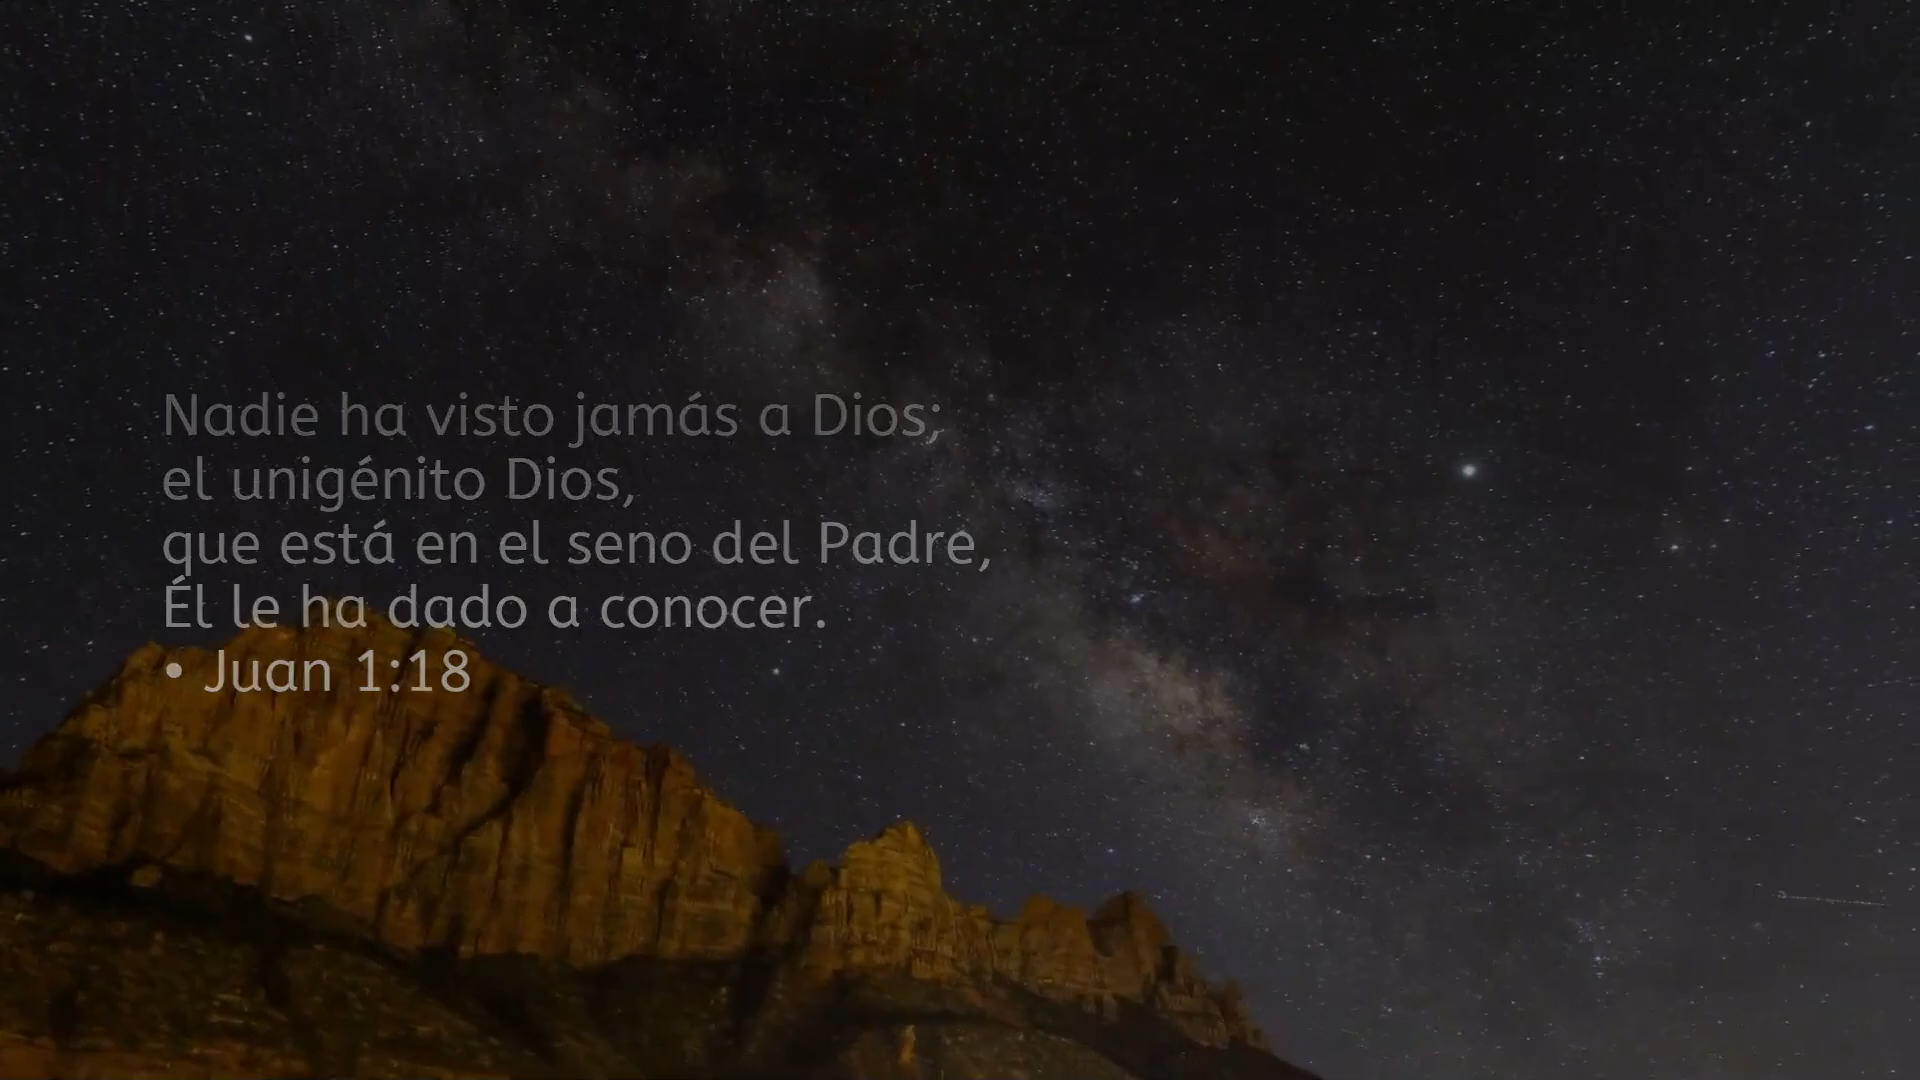 Nadie ha visto jamás a Dios;
el unigénito Dios,
que está en el seno del Padre,
Él le ha dado a conocer.
• Juan 1:18